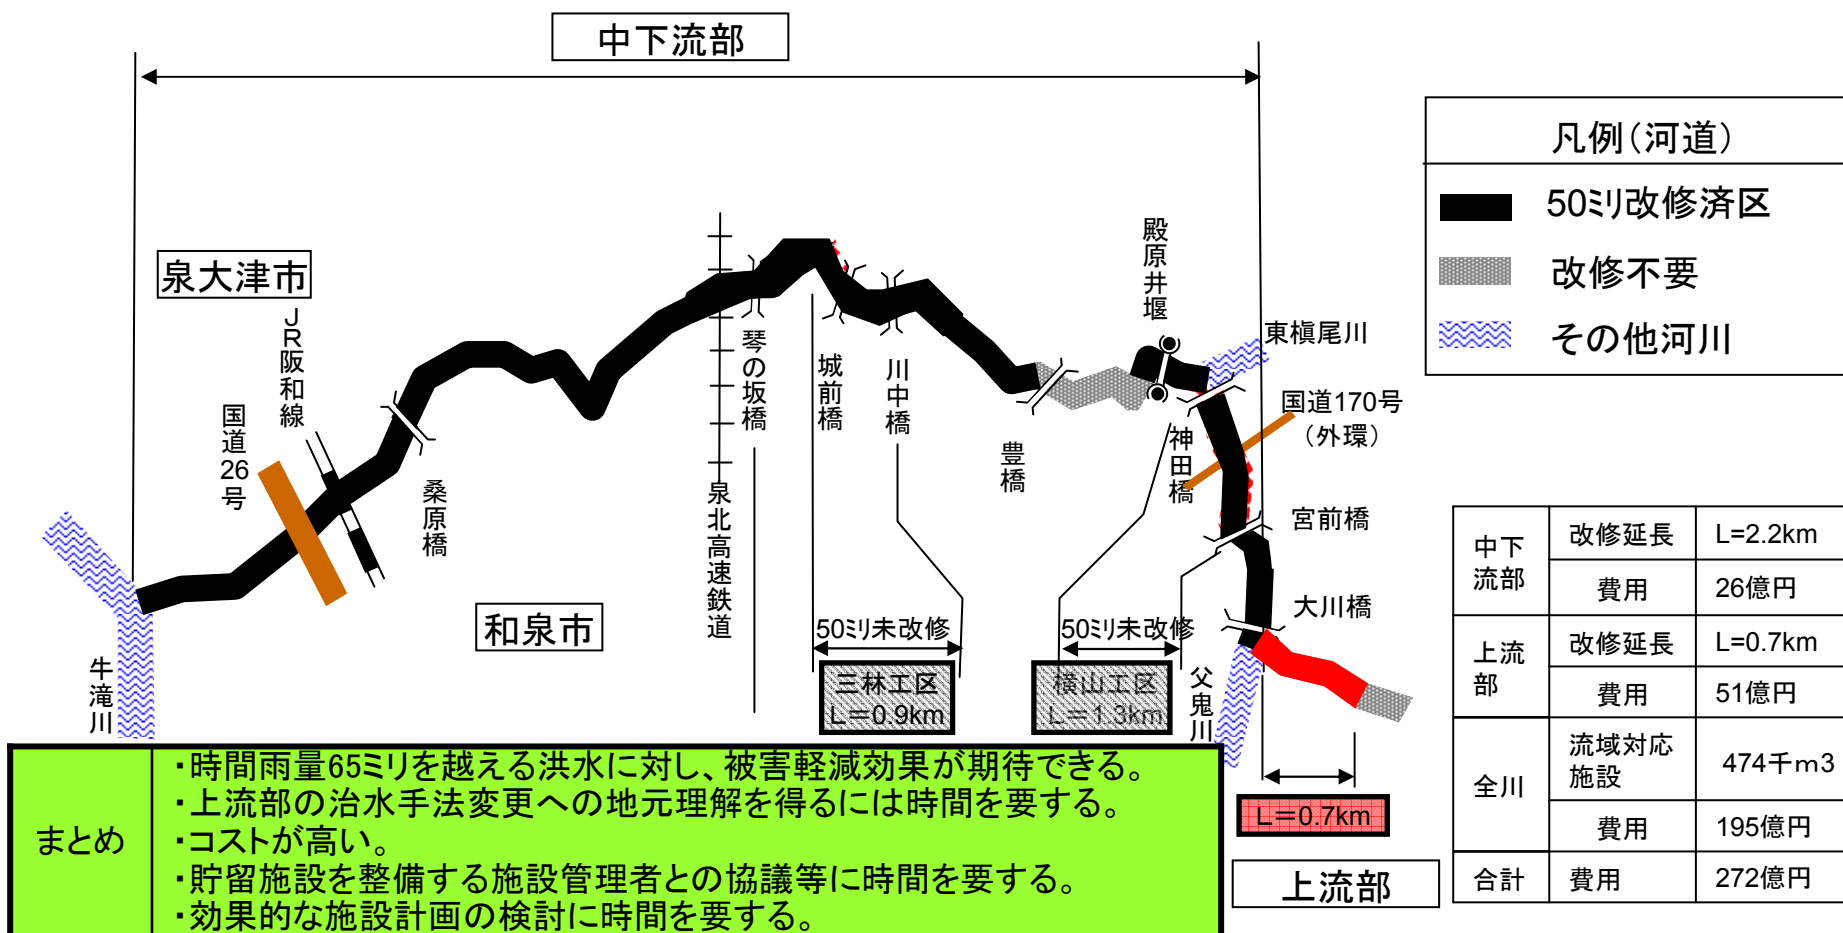 中下流部
泉大津市
JR阪和線
国道26号
桑原橋
牛滝川
和泉市
泉北高速鉄道
琴の坂橋
城前橋
川中橋
豊橋
殿原井堰
神田橋
東槇尾川
国道170号
（外環）
宮前橋
大川橋
父鬼川
50ミリ未改修
三林工区
L＝0.9km
50ミリ未改修
横山工区
L＝1.3km
L＝0.7km
上流部
凡例（河道）
50ミリ改修済区
改修不要
その他河川
中下流部 改修延長 L=2.2km
費用 26億円
上流部 改修延長 L=0.7km
費用 51億円
全川 流域対応施設 474千m3
費用 195億円
合計 費用 272億円
まとめ
・時間雨量65ミリを越える洪水に対し、被害軽減効果が期待できる。
・上流部の治水手法変更への地元理解を得るには時間を要する。
・コストが高い。
・貯留施設を整備する施設管理者との協議等に時間を要する。
・効果的な施設計画の検討に時間を要する。